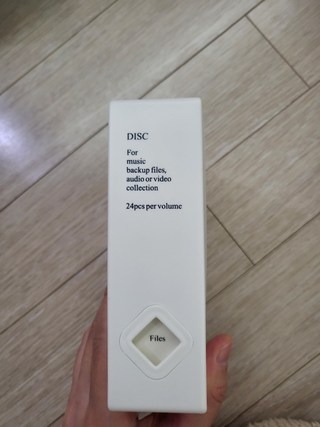 DISC
For
music
backup files,
audio or video
collection
24pcs per volume
Files